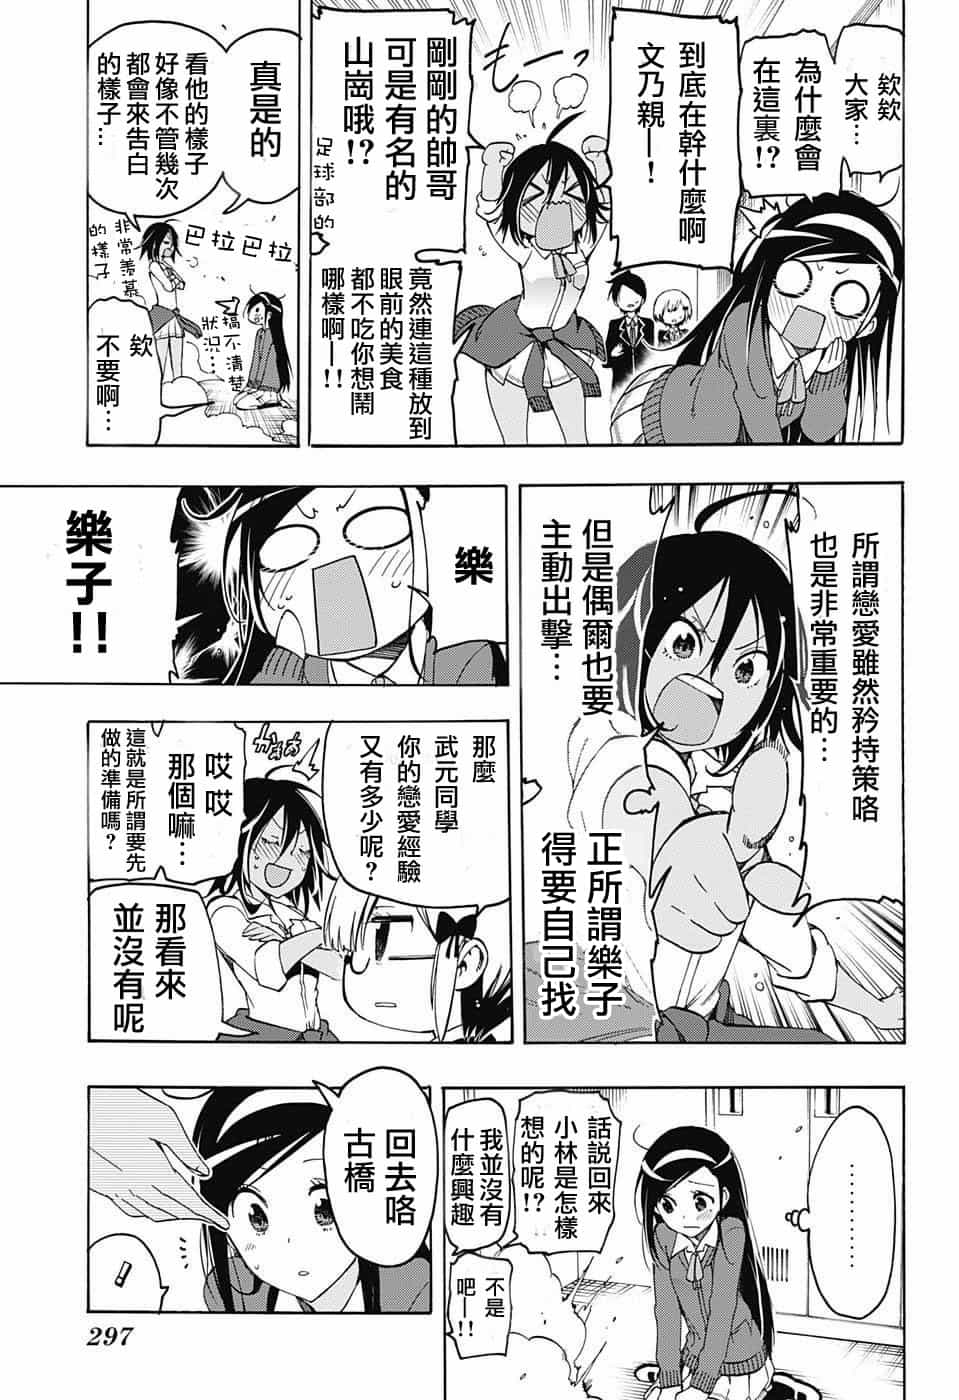 欸欸
大家…
為什麼會
在這裏!?
到底在幹什麼啊
文乃親ー!
もーっ
剛剛的帥哥
可是有名的
山崗哦!?
足球部的
竟然連這種放到
眼前的美食
都不吃你想鬧
哪樣啊ーー!!
真是的
看他的樣子
好像不管幾次
都會來告白
的樣子…
巴拉巴拉
非常羨慕
的樣子
搞不清楚
狀況…
欸
不要啊…
所謂戀愛雖然矜持策咯
也是非常重要的…
但是偶爾也要
主動出擊…
正所謂樂子
得要自己找
樂
樂子!!
那麼
武元同學
你的戀愛經驗
又有多少呢?
哎哎
那個嘛…
這就是所謂要先
做的準備嗎?
那看來
並沒有呢
………
話說回來
小林是怎樣
想的呢!?
我並沒有
什麼興趣
不是
吧ー!!
回去咯
古橋
!
297